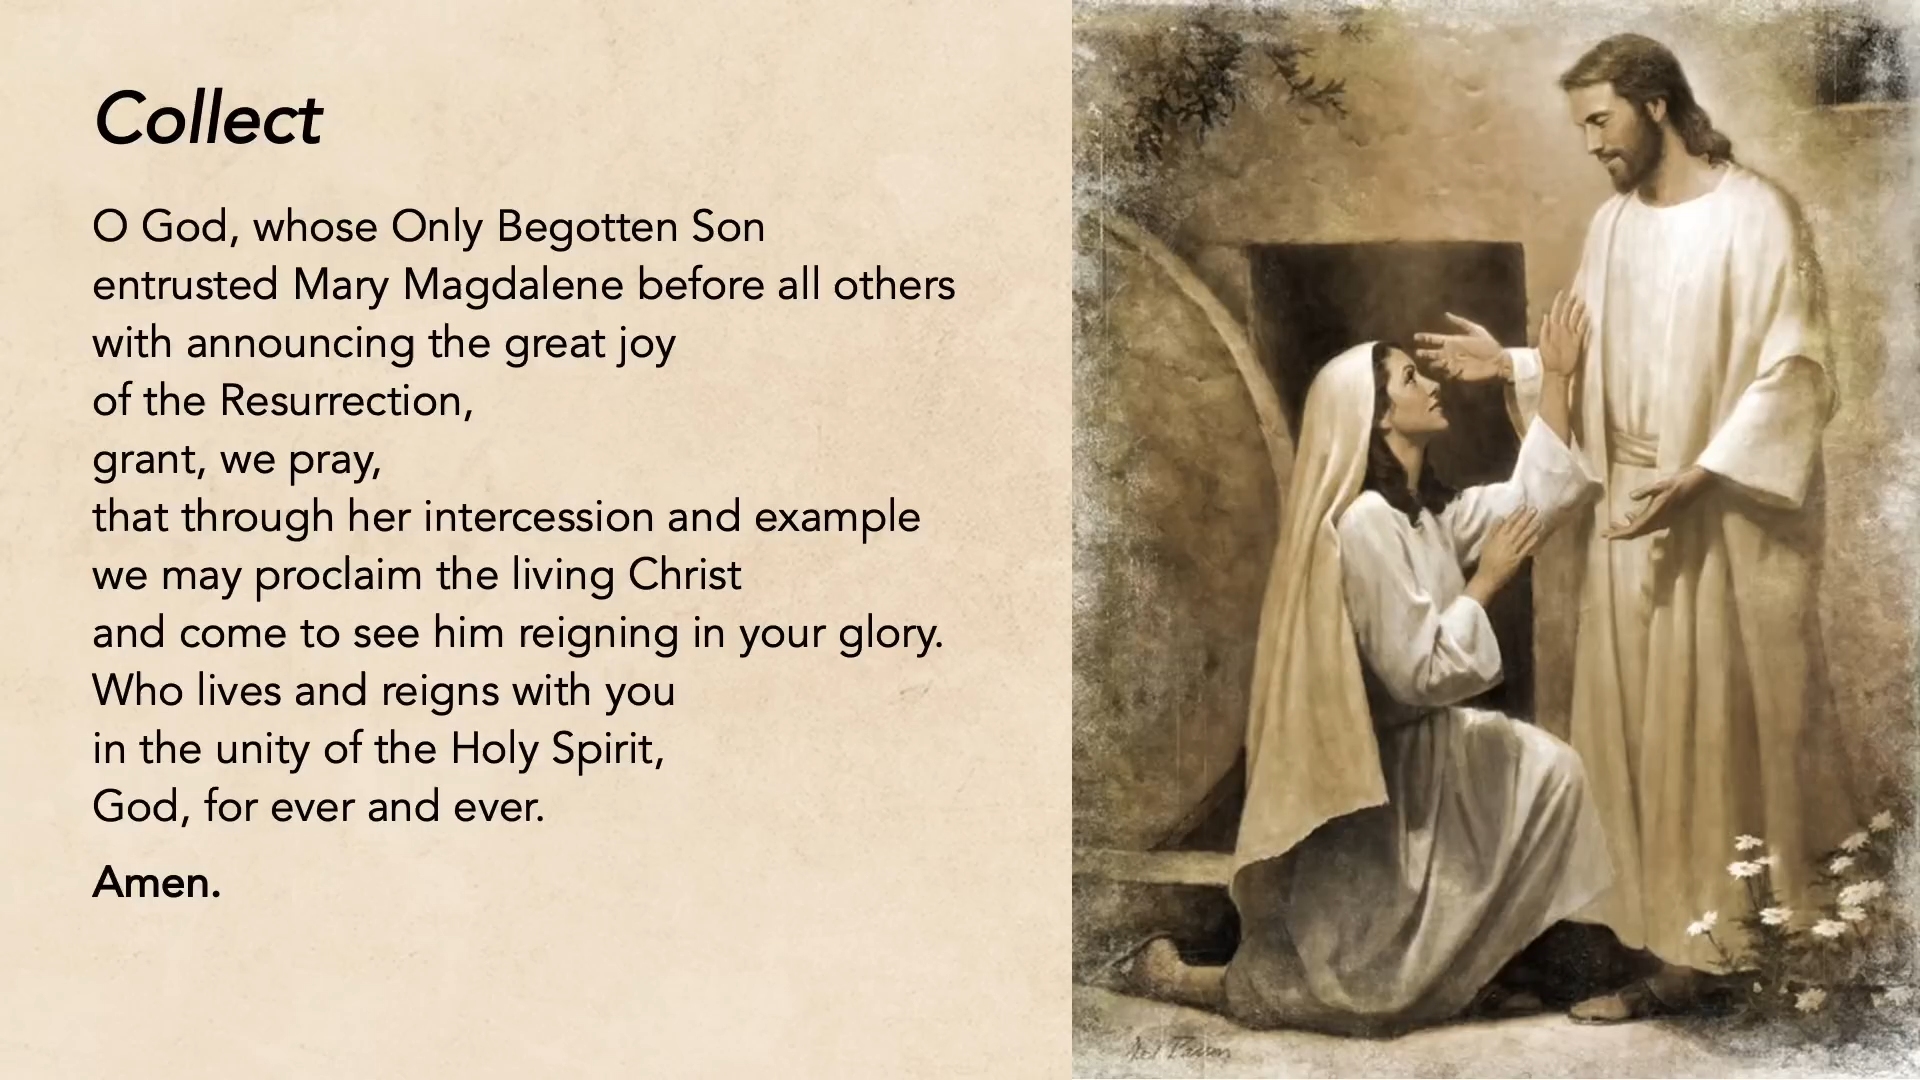 Collect
O God, whose Only Begotten Son
entrusted Mary Magdalene before all others
with announcing the great joy
of the Resurrection,
grant, we pray,
that through her intercession and example
we may proclaim the living Christ
and come to see him reigning in your glory.
Who lives and reigns with you
in the unity of the Holy Spirit,
God, for ever and ever.
Amen.